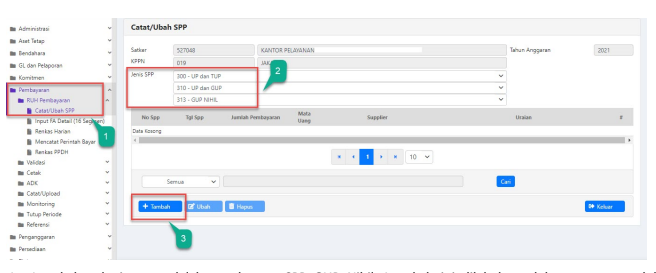 Administrasi
Aset Tetap
Bendahara
GL dan Pelaporan
Komitmen
Pembayaran
RUH Pembayaran
Catat/Ubah SPP
Input FA Detail (16 Segmen)
Renkas Harian
Mencatat Perintah Bayar
Renkas PPDH
Validasi
Cetak
ADK
Catat/Upload
Monitoring
Tutup Periode
Referensi
Penganggaran
Persediaan
1
Catat/Ubah SPP
Satker 527048 KANTOR PELAYANAN Tahun Anggaran 2021
KPPN 019
2
Jenis SPP 300 - UP dan TUP
310 - UP dan GUP
313 - GUP NIHIL
No Spp Tgl Spp Jumlah Pembayaran Mata Uang Supplier Uraian #
Data Kosong
« 1 » 10
Semua Cari
+ Tambah Ubah Hapus Keluar
3